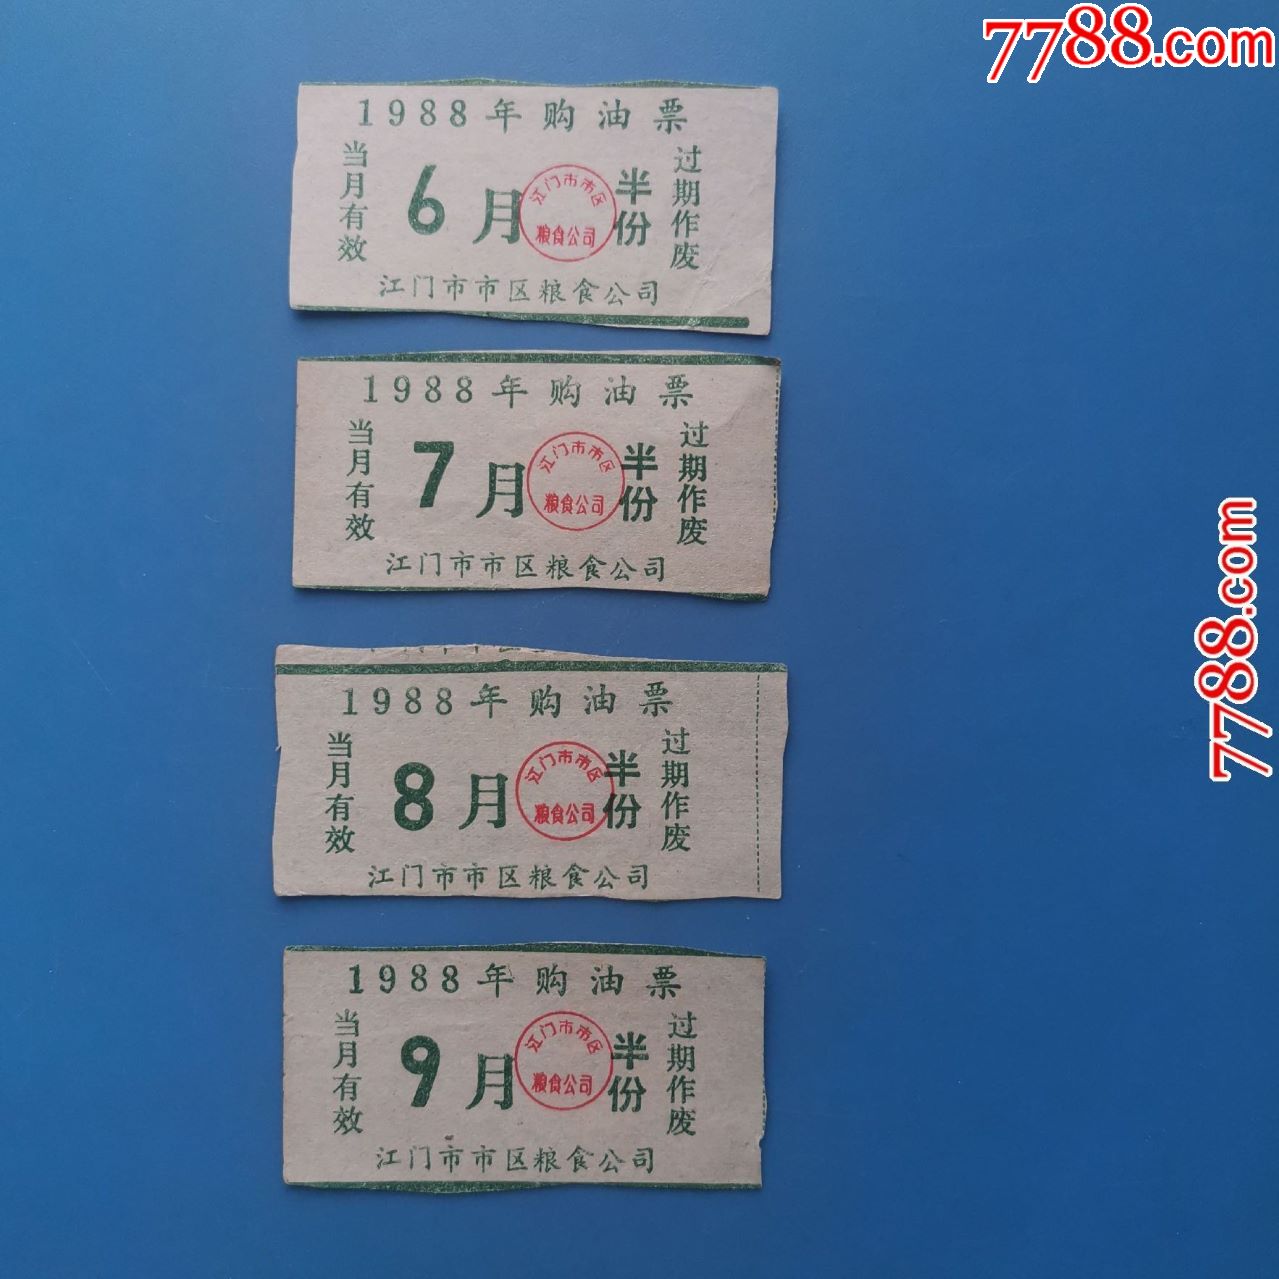 7788.com
1988年购油票
当月有效
6月
江门市市区
粮食公司
半份
过期作废
江门市市区粮食公司
1988年购油票
当月有效
7月
江门市市区
粮食公司
半份
过期作废
江门市市区粮食公司
7788.com
1988年购油票
当月有效
8月
江门市市区
粮食公司
半份
过期作废
江门市市区粮食公司
1988年购油票
当月有效
9月
江门市市区
粮食公司
半份
过期作废
江门市市区粮食公司